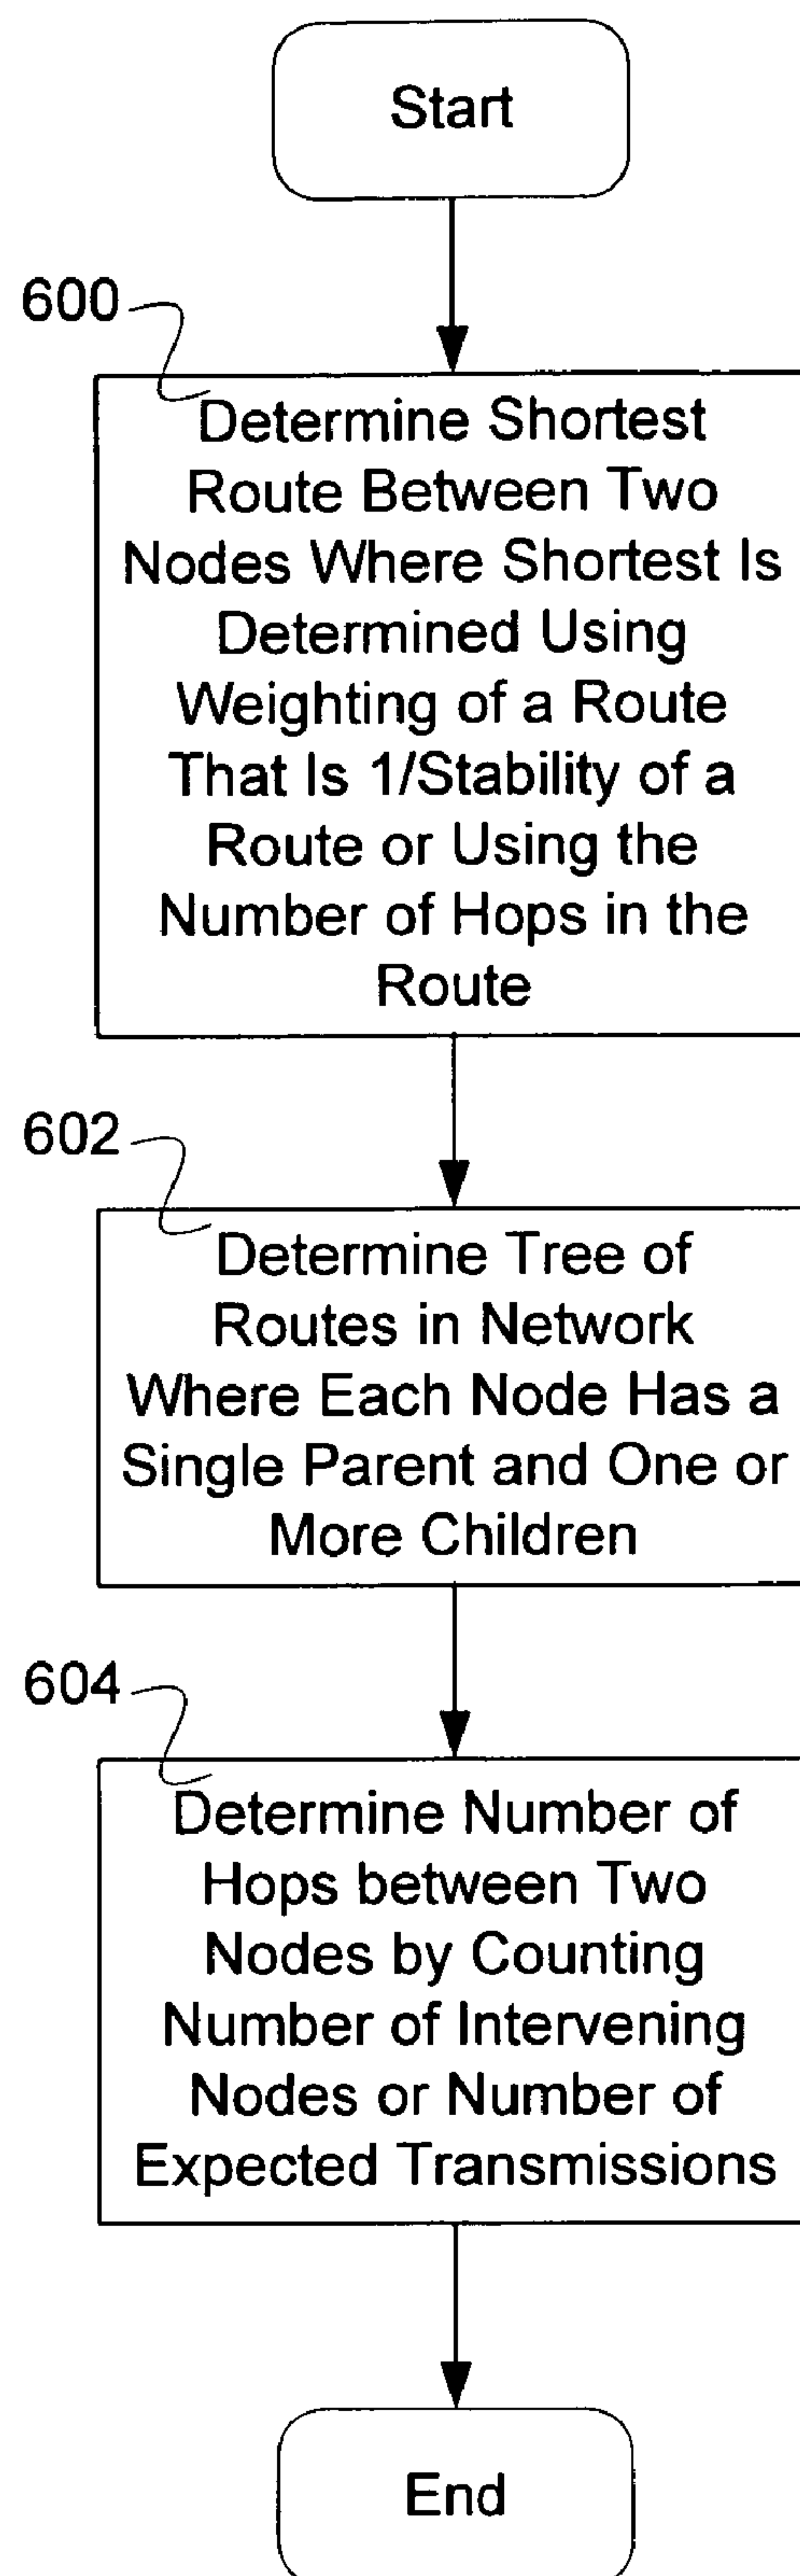 Start
600
Determine Shortest
Route Between Two
Nodes Where Shortest Is
Determined Using
Weighting of a Route
That Is 1/Stability of a
Route or Using the
Number of Hops in the
Route
602
Determine Tree of
Routes in Network
Where Each Node Has a
Single Parent and One or
More Children
604
Determine Number of
Hops between Two
Nodes by Counting
Number of Intervening
Nodes or Number of
Expected Transmissions
End